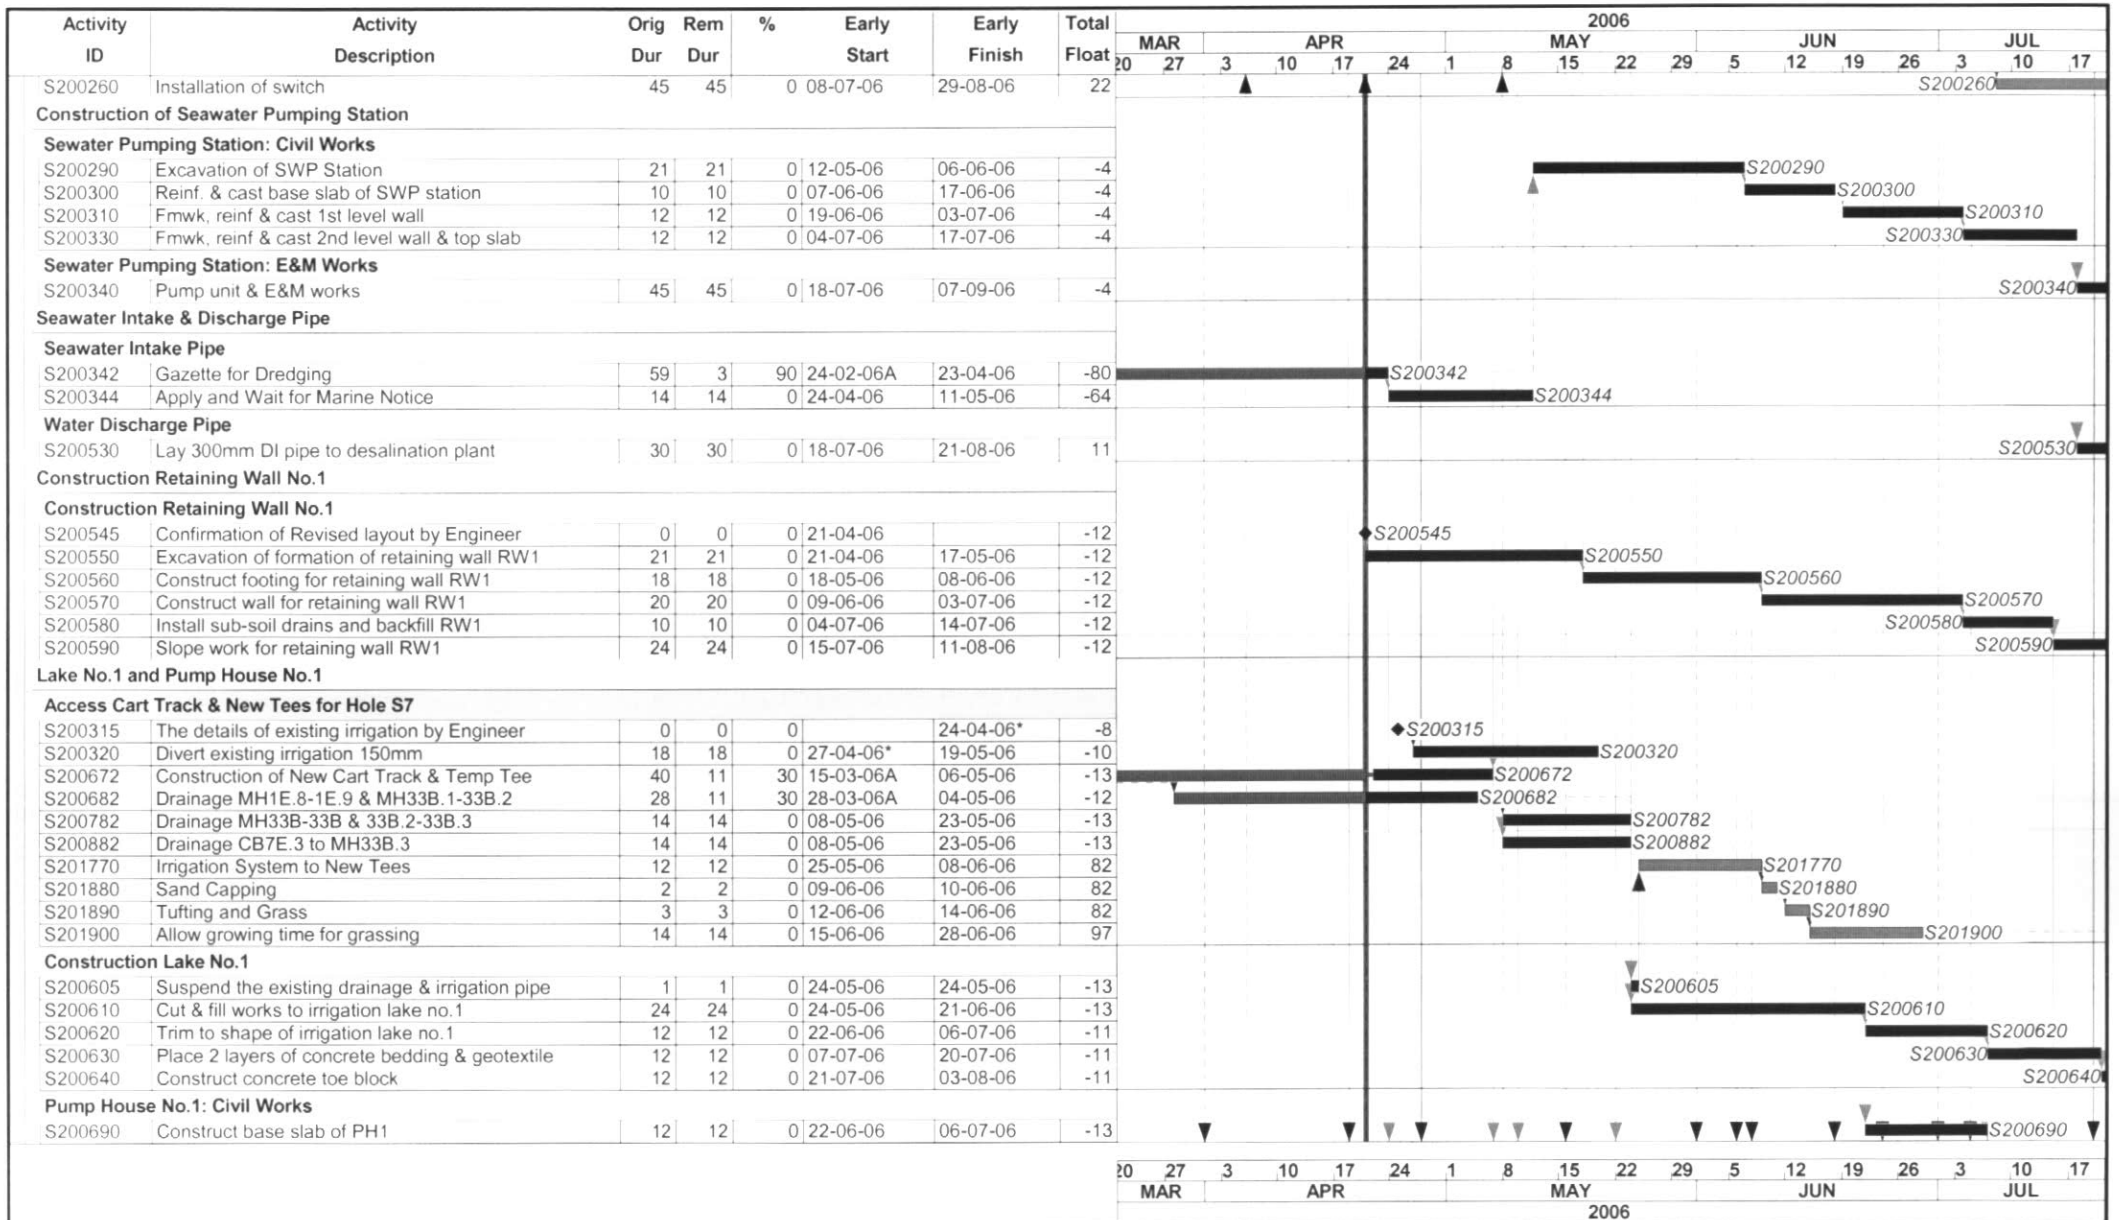 Activity Activity Orig Rem % Early Early Total 2006
ID Description Dur Dur Start Finish Float MAR APR MAY JUN JUL
20 27 3 10 17 24 1 8 15 22 29 5 12 19 26 3 10 17
S200260 Installation of switch 45 45 0 08-07-06 29-08-06 22 S200260
Construction of Seawater Pumping Station
Sewater Pumping Station: Civil Works
S200290 Excavation of SWP Station 21 21 0 12-05-06 06-06-06 -4 S200290
S200300 Reinf. & cast base slab of SWP station 10 10 0 07-06-06 17-06-06 -4 S200300
S200310 Fmwk, reinf & cast 1st level wall 12 12 0 19-06-06 03-07-06 -4 S200310
S200330 Fmwk, reinf & cast 2nd level wall & top slab 12 12 0 04-07-06 17-07-06 -4 S200330
Sewater Pumping Station: E&M Works
S200340 Pump unit & E&M works 45 45 0 18-07-06 07-09-06 -4 S200340
Seawater Intake & Discharge Pipe
Seawater Intake Pipe
S200342 Gazette for Dredging 59 3 90 24-02-06A 23-04-06 -80 S200342
S200344 Apply and Wait for Marine Notice 14 14 0 24-04-06 11-05-06 -64 S200344
Water Discharge Pipe
S200530 Lay 300mm DI pipe to desalination plant 30 30 0 18-07-06 21-08-06 11 S200530
Construction Retaining Wall No.1
Construction Retaining Wall No.1
S200545 Confirmation of Revised layout by Engineer 0 0 0 21-04-06 -12 S200545
S200550 Excavation of formation of retaining wall RW1 21 21 0 21-04-06 17-05-06 -12 S200550
S200560 Construct footing for retaining wall RW1 18 18 0 18-05-06 08-06-06 -12 S200560
S200570 Construct wall for retaining wall RW1 20 20 0 09-06-06 03-07-06 -12 S200570
S200580 Install sub-soil drains and backfill RW1 10 10 0 04-07-06 14-07-06 -12 S200580
S200590 Slope work for retaining wall RW1 24 24 0 15-07-06 11-08-06 -12 S200590
Lake No.1 and Pump House No.1
Access Cart Track & New Tees for Hole S7
S200315 The details of existing irrigation by Engineer 0 0 0 24-04-06* -8 S200315
S200320 Divert existing irrigation 150mm 18 18 0 27-04-06* 19-05-06 -10 S200320
S200672 Construction of New Cart Track & Temp Tee 40 11 30 15-03-06A 06-05-06 -13 S200672
S200682 Drainage MH1E.8-1E.9 & MH33B.1-33B.2 28 11 30 28-03-06A 04-05-06 -12 S200682
S200782 Drainage MH33B-33B & 33B.2-33B.3 14 14 0 08-05-06 23-05-06 -13 S200782
S200882 Drainage CB7E.3 to MH33B.3 14 14 0 08-05-06 23-05-06 -13 S200882
S201770 Irrigation System to New Tees 12 12 0 25-05-06 08-06-06 82 S201770
S201880 Sand Capping 2 2 0 09-06-06 10-06-06 82 S201880
S201890 Tufting and Grass 3 3 0 12-06-06 14-06-06 82 S201890
S201900 Allow growing time for grassing 14 14 0 15-06-06 28-06-06 97 S201900
Construction Lake No.1
S200605 Suspend the existing drainage & irrigation pipe 1 1 0 24-05-06 24-05-06 -13 S200605
S200610 Cut & fill works to irrigation lake no.1 24 24 0 24-05-06 21-06-06 -13 S200610
S200620 Trim to shape of irrigation lake no.1 12 12 0 22-06-06 06-07-06 -11 S200620
S200630 Place 2 layers of concrete bedding & geotextile 12 12 0 07-07-06 20-07-06 -11 S200630
S200640 Construct concrete toe block 12 12 0 21-07-06 03-08-06 -11 S200640
Pump House No.1: Civil Works
S200690 Construct base slab of PH1 12 12 0 22-06-06 06-07-06 -13 S200690
20 27 3 10 17 24 1 8 15 22 29 5 12 19 26 3 10 17
MAR APR MAY JUN JUL
2006